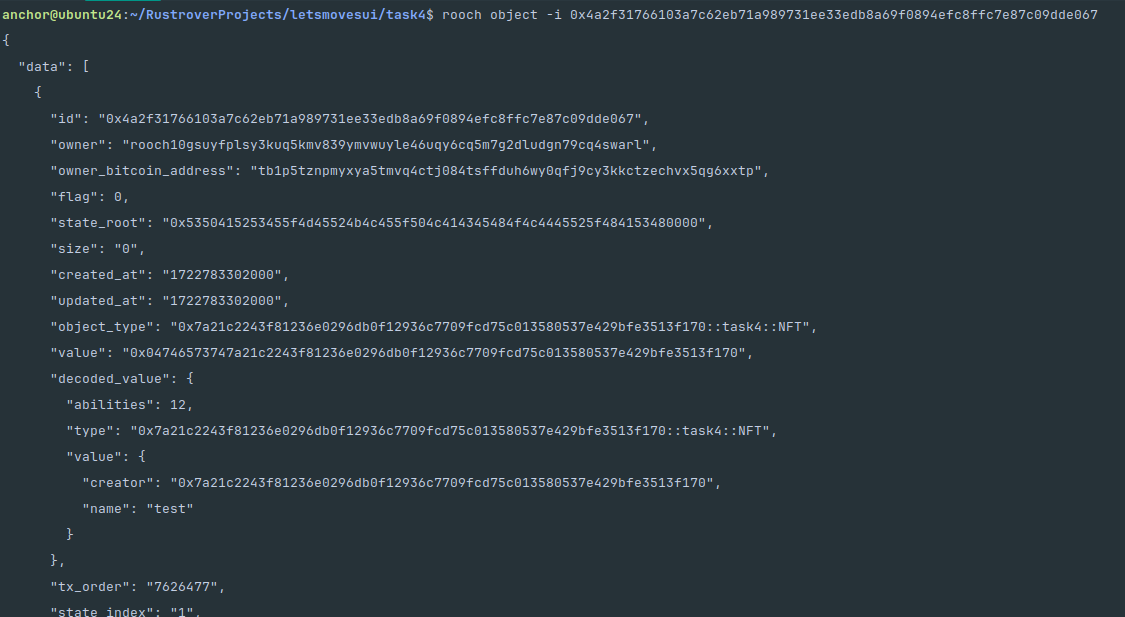 anchor@ubuntu24:~/RustroverProjects/letsmovesui/task4$ rooch object -i 0x4a2f31766103a7c62eb71a989731ee33edb8a69f0894efc8ffc7e87c09dde067
{
  "data": [
    {
      "id": "0x4a2f31766103a7c62eb71a989731ee33edb8a69f0894efc8ffc7e87c09dde067",
      "owner": "rooch10gsuyfplsy3kuq5kmv839ymvwuyle46uqy6cq5m7g2dludgn79cq4swarl",
      "owner_bitcoin_address": "tb1p5tznpmyxya5tmvq4ctj084tsffduh6wy0qfj9cy3kkctzechvx5qg6xxtp",
      "flag": 0,
      "state_root": "0x5350415253455f4d45524b4c455f504c414345484f4c4445525f484153480000",
      "size": "0",
      "created_at": "1722783302000",
      "updated_at": "1722783302000",
      "object_type": "0x7a21c2243f81236e0296db0f12936c7709fcd75c013580537e429bfe3513f170::task4::NFT",
      "value": "0x04746573747a21c2243f81236e0296db0f12936c7709fcd75c013580537e429bfe3513f170",
      "decoded_value": {
        "abilities": 12,
        "type": "0x7a21c2243f81236e0296db0f12936c7709fcd75c013580537e429bfe3513f170::task4::NFT",
        "value": {
          "creator": "0x7a21c2243f81236e0296db0f12936c7709fcd75c013580537e429bfe3513f170",
          "name": "test"
        }
      },
      "tx_order": "7626477",
      "state_index": "1",